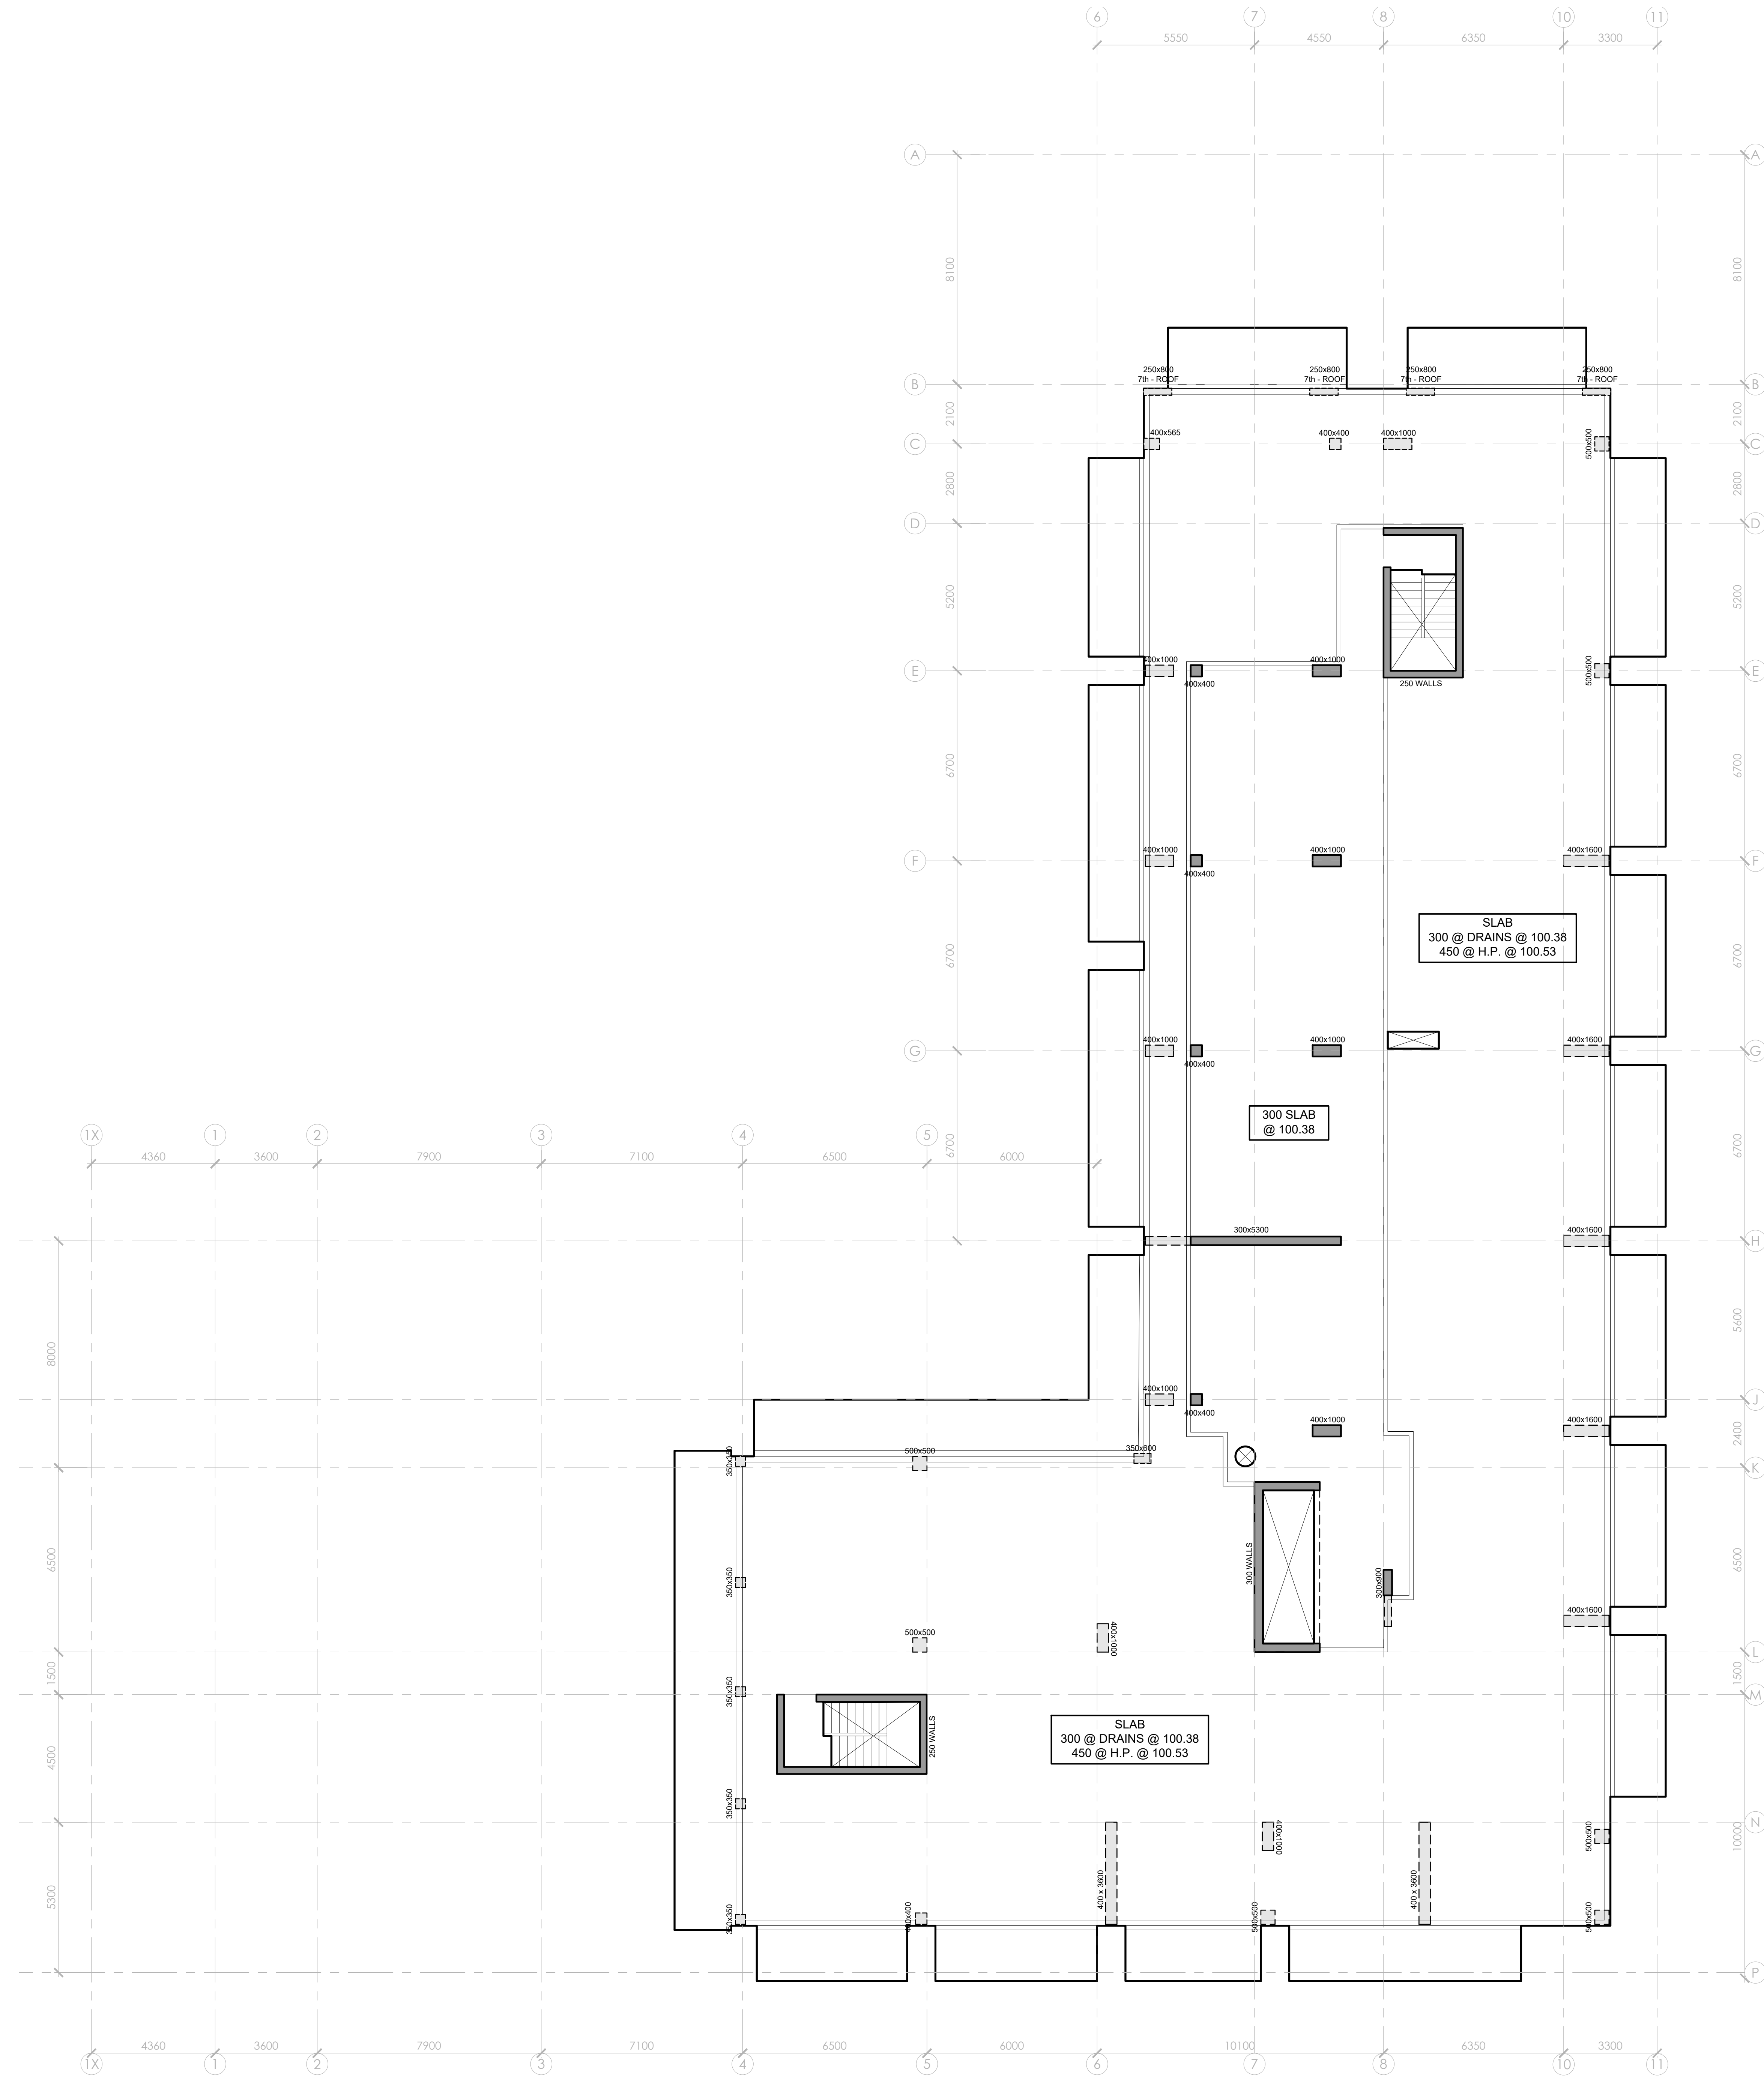 6 7 8 10 11
5550 4550 6350 3300
A A
8100 8100
250x800 250x800 250x800 250x800
7th - ROOF 7th - ROOF 7th - ROOF 7th - ROOF
B B
2100 2100
400x565 400x400 400x1000 500x500
C C
2800 2800
D D
5200 5200
400x1000 400x1000 500x500
E E
400x400 250 WALLS
6700 6700
400x1000 400x1000 400x1600
F F
400x400
SLAB
300 @ DRAINS @ 100.38
450 @ H.P. @ 100.53
6700 6700
400x1000 400x1000 400x1600
G G
400x400
300 SLAB
@ 100.38
1X 1 2 3 4 5
4360 3600 7900 7100 6500 6000
6700 6700
300x5300 400x1600
H
8000 5600
400x1000
J
400x400
400x1000 400x1600
2400
350x350 500x500 350x600
K
6500 6500
300 WALLS
350x350 300x900
400x1600
500x500 400x1000
L
1500 1500
350x350
M
250 WALLS
SLAB
300 @ DRAINS @ 100.38
450 @ H.P. @ 100.53
4500
350x350
N
400x1000 500x500
10000
5300
400 x 3600 400 x 3600
350x350 400x400 500x500 500x500
P
4360 3600 7900 7100 6500 6000 10100 6350 3300
1X 1 2 3 4 5 6 7 8 10 11